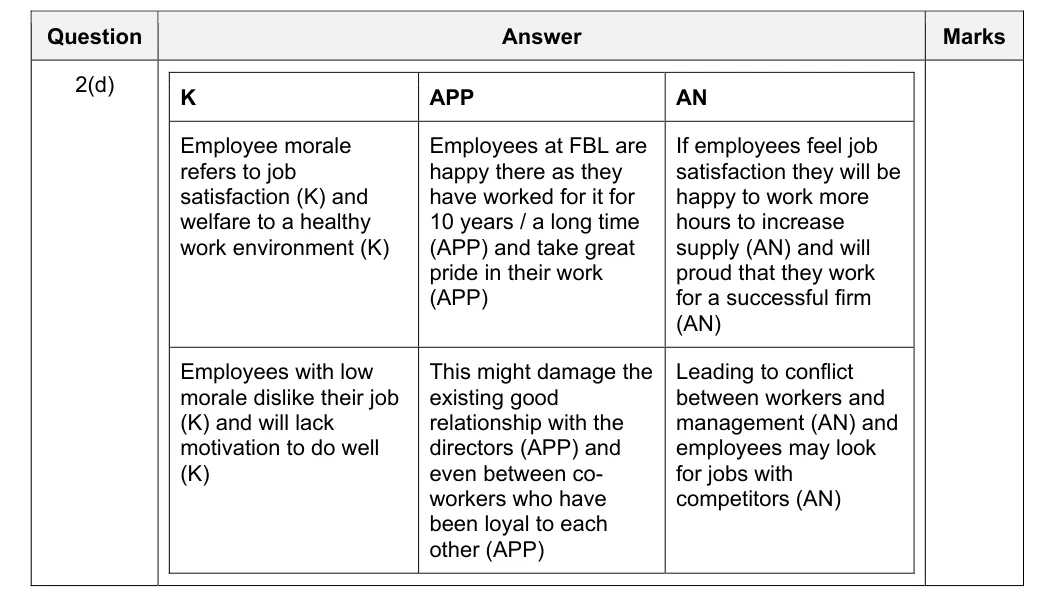 Question Answer Marks
2(d)
K APP AN
Employee morale
refers to job
satisfaction (K) and
welfare to a healthy
work environment (K)
Employees at FBL are
happy there as they
have worked for it for
10 years / a long time
(APP) and take great
pride in their work
(APP)
If employees feel job
satisfaction they will be
happy to work more
hours to increase
supply (AN) and will
proud that they work
for a successful firm
(AN)
Employees with low
morale dislike their job
(K) and will lack
motivation to do well
(K)
This might damage the
existing good
relationship with the
directors (APP) and
even between co-
workers who have
been loyal to each
other (APP)
Leading to conflict
between workers and
management (AN) and
employees may look
for jobs with
competitors (AN)